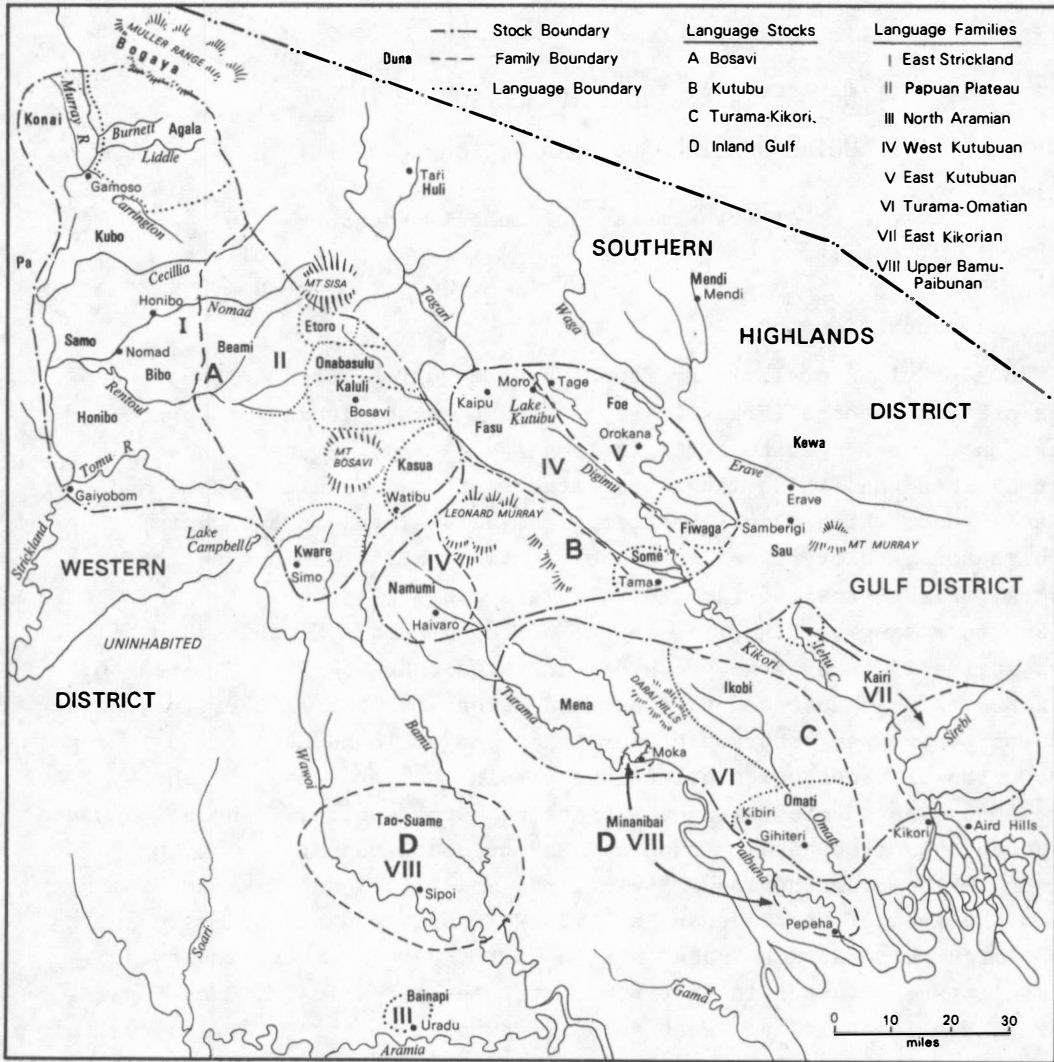 MULLER RANGE
Bogaya
Duna
Stock Boundary
Family Boundary
Language Boundary
Language Stocks
A Bosavi
B Kutubu
C Turama-Kikori.
D Inland Gulf
Language Families
I East Strickland
II Papuan Plateau
III North Aramian
IV West Kutubuan
V East Kutubuan
VI Turama-Omatian
VII East Kikorian
VIII Upper Bamu-
Paibunan
Konai
Murray R.
Burnett
Agala
Liddle
Gamoso
Carrington
Kubo
Pa
Cecillia
Honibo
Nomad
Samo
I
Nomad
Bibo
A
Beami
II
Renton
Honibo
Tomu R
Gaiyobom
Strickland
Tari
Huli
MT SISA
Tagari
Etoro
Onabasulu
Kaluli
Bosavi
MT
BOSAVI
Kasua
Watibu
LEONARD MURRAY
SOUTHERN
Mendi
Mendi
Waga
HIGHLANDS
DISTRICT
Moro
Tage
Kaipu
Lake
Kutubu
Foe
Fasu
Orokana
IV
V
Digimu
Kewa
Erave
Erave
Fiwaga
Samberigi
Sau
MT MURRAY
B
Some
Tama
Lake
Campbell
WESTERN
Kware
Simo
IV
Namumi
Haivaro
GULF DISTRICT
UNINHABITED
DISTRICT
Kikori
Lebu C.
Kairi
VII
Sirebi
Ikobi
DARAI HILLS
Turama
Mena
Moka
C
VI
Wawoi
Bamu
Tao-Suame
D
VIII
Sipoi
Minanibai
D VIII
Kibiri
Omati
Gihiteri
Omati
Paibuna
Pepeha
Kikori
Aird Hills
Soari
Bainapi
III
Uradu
Aramia
Gama
0 10 20 30
miles